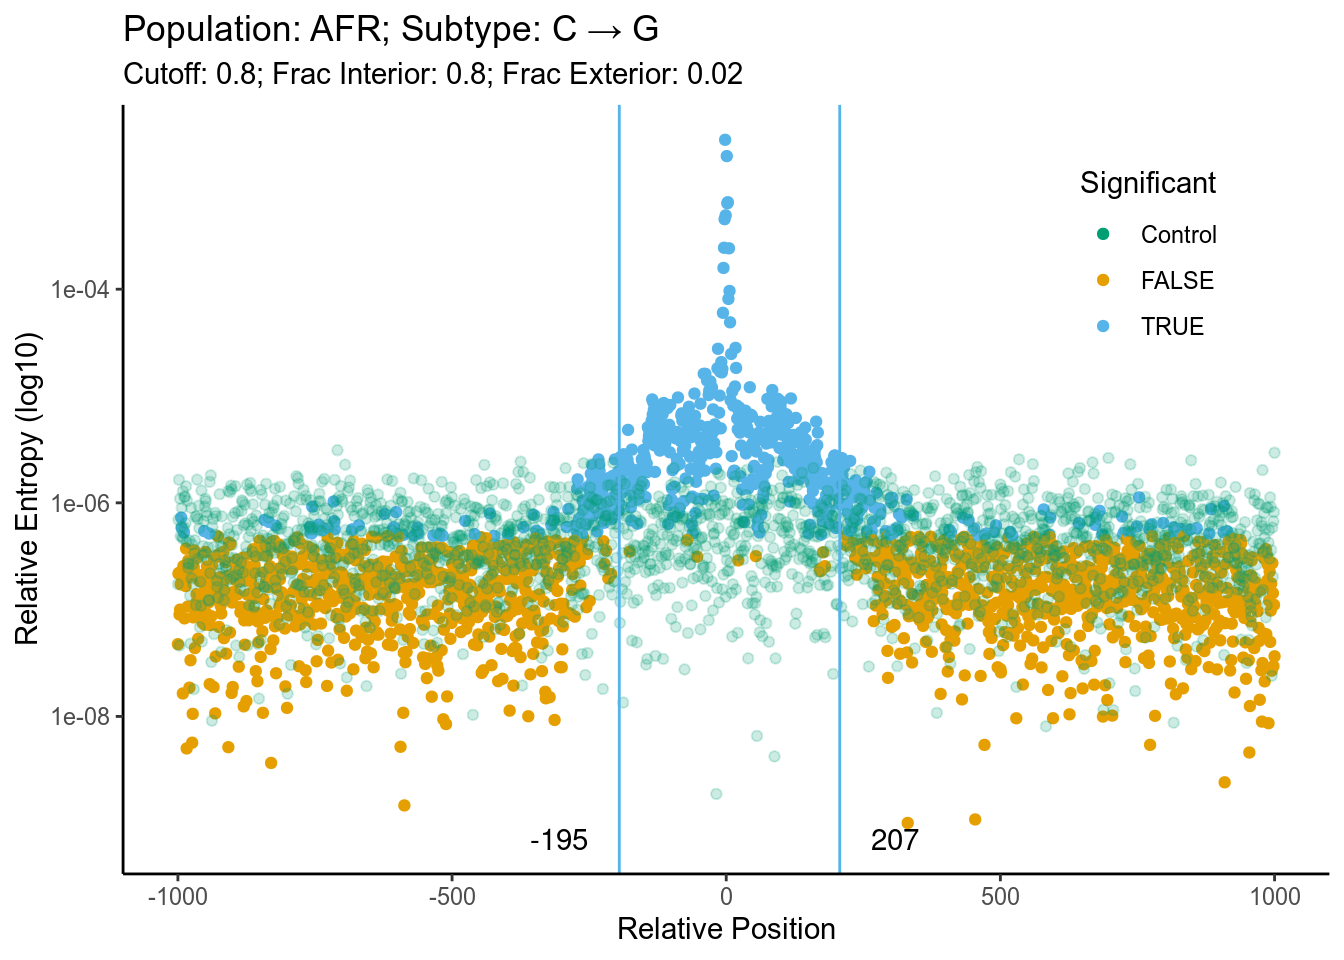 Population: AFR; Subtype: C → G
Cutoff: 0.8; Frac Interior: 0.8; Frac Exterior: 0.02
Significant
Control
FALSE
TRUE
1e-04
1e-06
1e-08
Relative Entropy (log10)
-195
207
-1000
-500
0
500
1000
Relative Position